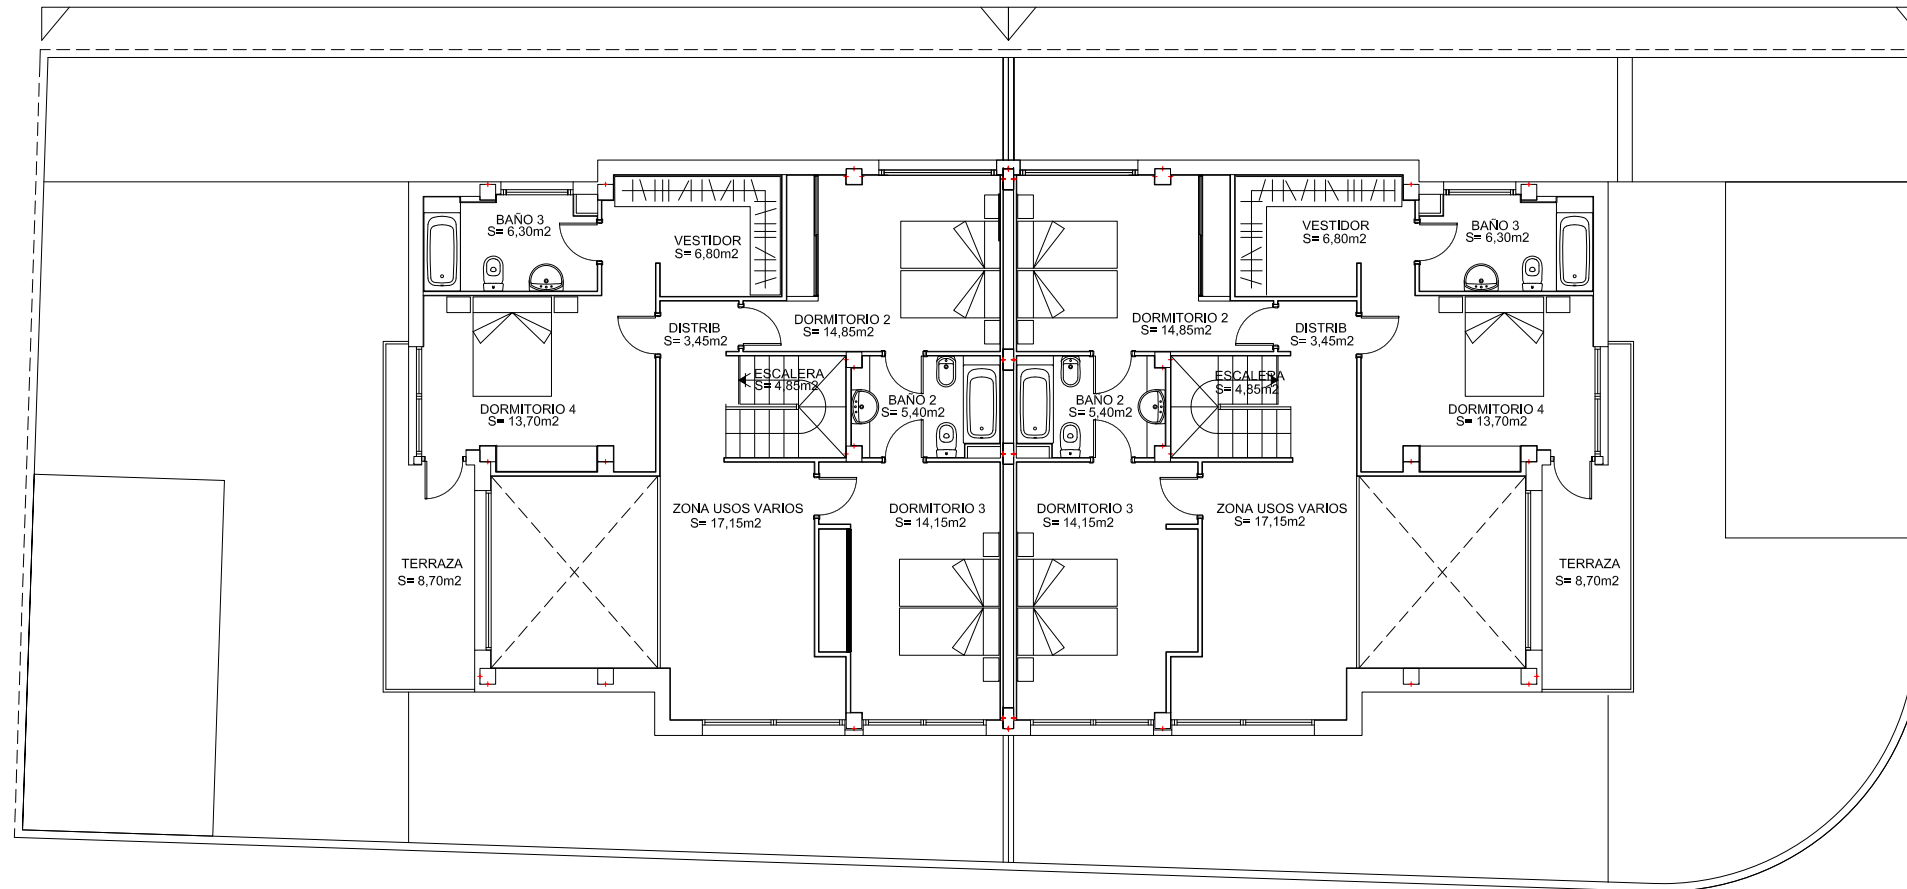 BAÑO 3
S= 6,30m2
VESTIDOR
S= 6,80m2
VESTIDOR
S= 6,80m2
BAÑO 3
S= 6,30m2
DISTRIB
S= 3,45m2
DORMITORIO 2
S= 14,85m2
DORMITORIO 2
S= 14,85m2
DISTRIB
S= 3,45m2
ESCALERA
S= 4,85m2
ESCALERA
S= 4,85m2
DORMITORIO 4
S= 13,70m2
BAÑO 2
S= 5,40m2
BAÑO 2
S= 5,40m2
DORMITORIO 4
S= 13,70m2
ZONA USOS VARIOS
S= 17,15m2
DORMITORIO 3
S= 14,15m2
DORMITORIO 3
S= 14,15m2
ZONA USOS VARIOS
S= 17,15m2
TERRAZA
S= 8,70m2
TERRAZA
S= 8,70m2